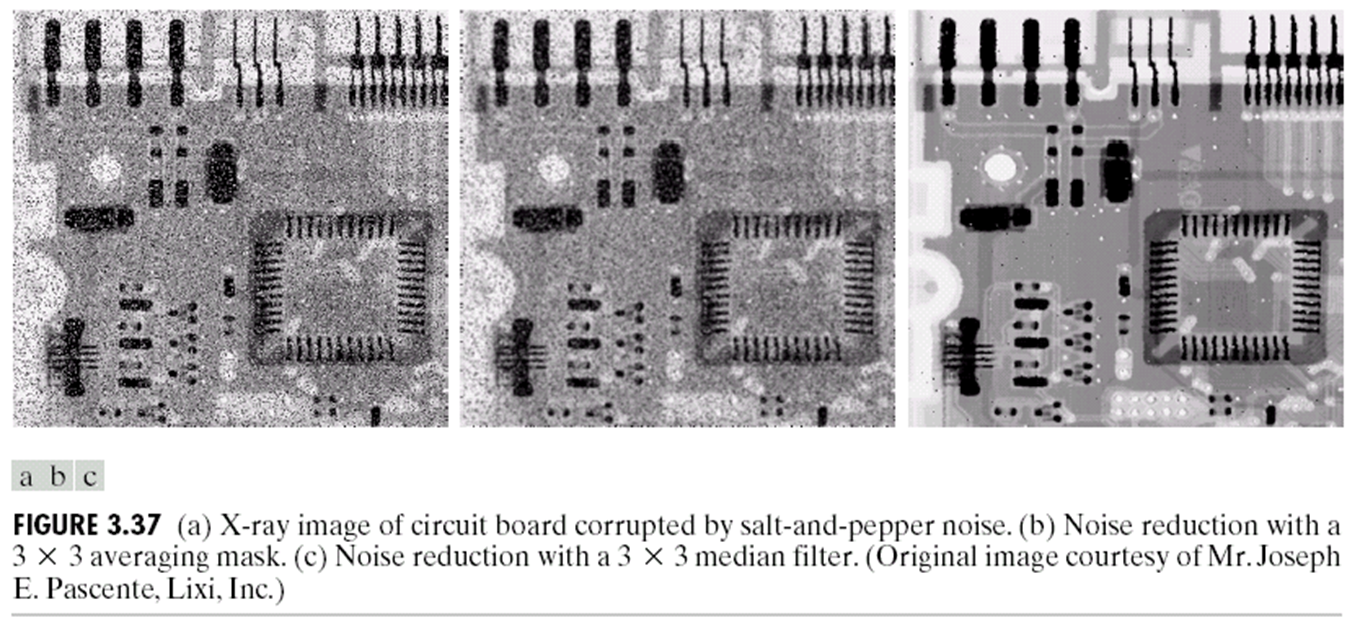 a b c
FIGURE 3.37 (a) X-ray image of circuit board corrupted by salt-and-pepper noise. (b) Noise reduction with a
3 × 3 averaging mask. (c) Noise reduction with a 3 × 3 median filter. (Original image courtesy of Mr. Joseph
E. Pascente, Lixi, Inc.)